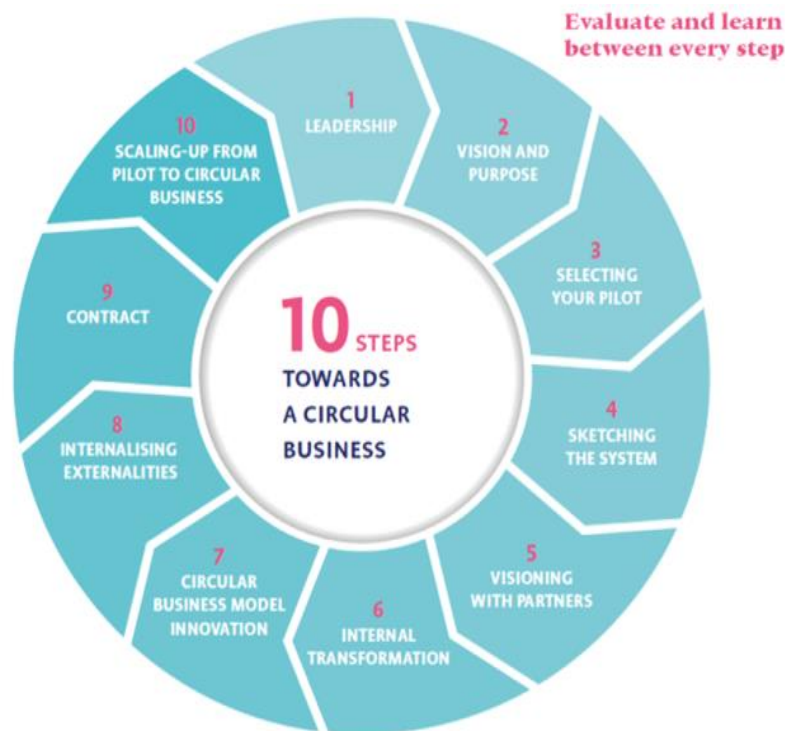 Evaluate and learn
between every step
1
LEADERSHIP
2
VISION AND
PURPOSE
3
SELECTING
YOUR PILOT
4
SKETCHING
THE SYSTEM
5
VISIONING
WITH PARTNERS
6
INTERNAL
TRANSFORMATION
7
CIRCULAR
BUSINESS MODEL
INNOVATION
8
INTERNALISING
EXTERNALITIES
9
CONTRACT
10
SCALING-UP FROM
PILOT TO CIRCULAR
BUSINESS
10 STEPS
TOWARDS
A CIRCULAR
BUSINESS